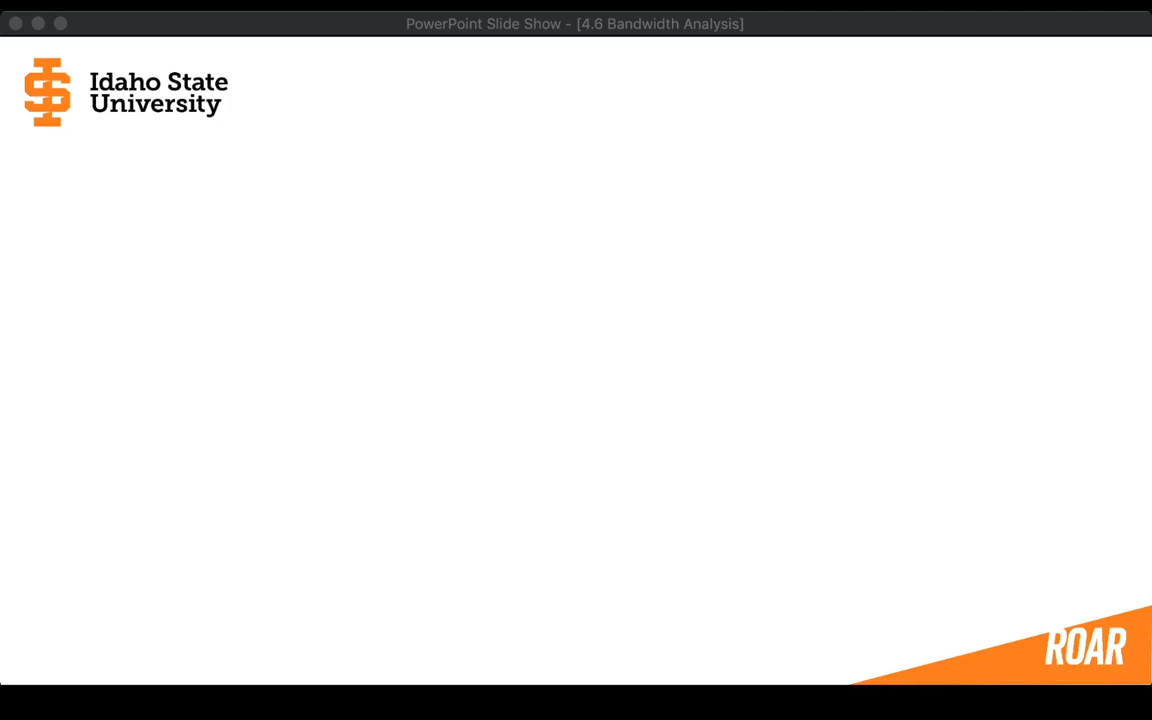 PowerPoint Slide Show - [4.6 Bandwidth Analysis]
Idaho State
University
ROAR